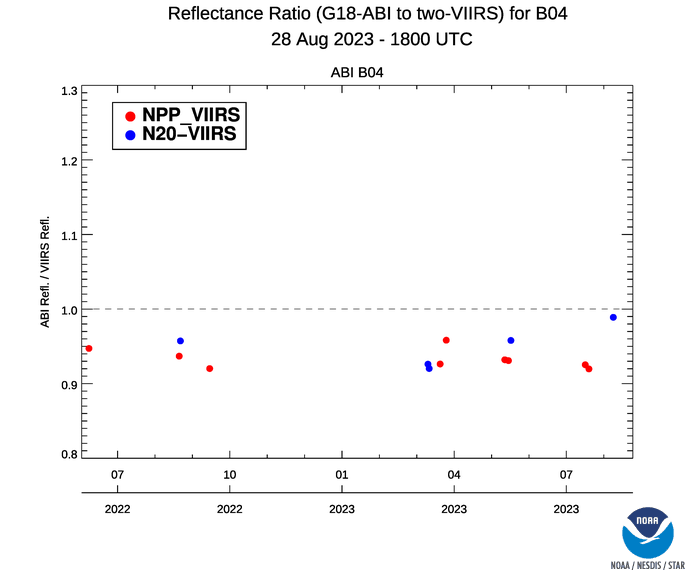 Reflectance Ratio (G18-ABI to two-VIIRS) for B04
28 Aug 2023 - 1800 UTC
ABI B04
NPP_VIIRS
N20-VIIRS
ABI Refl. / VIIRS Refl.
1.3
1.2
1.1
1.0
0.9
0.8
07 10 01 04 07
2022 2022 2023 2023 2023
NOAA
NOAA / NESDIS / STAR